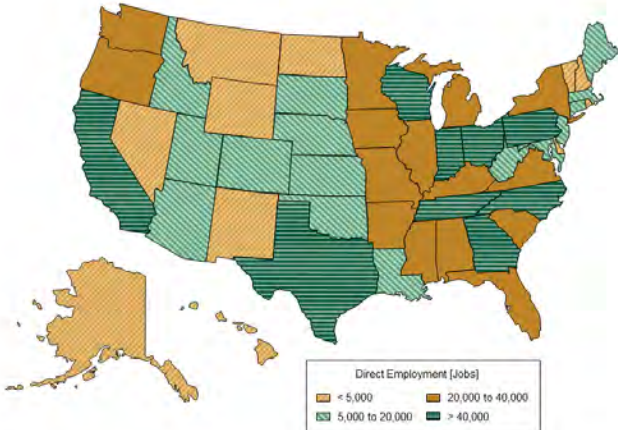 Direct Employment [Jobs]
< 5,000
20,000 to 40,000
5,000 to 20,000
> 40,000